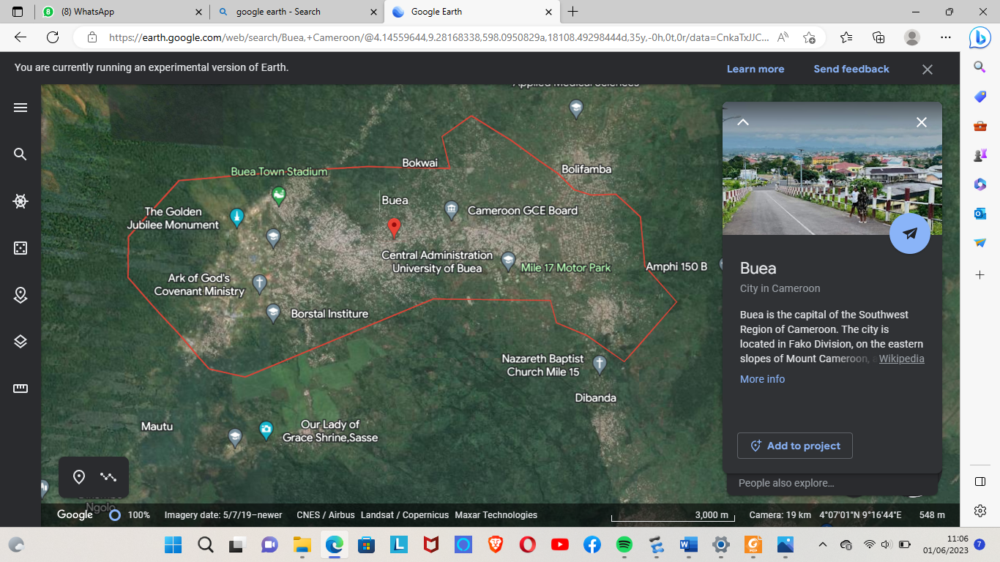 (8) WhatsApp
google earth - Search
Google Earth
https://earth.google.com/web/search/Buea,+Cameroon/@4.14559644,9.28168338,598.0950829a,18108.49298444d,35y,-0h,0t,0r/data=CnkaTxJJC...
You are currently running an experimental version of Earth.
Learn more
Send feedback
Applied Medical Sciences
Bokwai
Buea Town Stadium
Bolifamba
Buea
The Golden
Jubilee Monument
Cameroon GCE Board
Central Administration
University of Buea
Mile 17 Motor Park
Amphi 150 B
Ark of God's
Covenant Ministry
Borstal Institure
Nazareth Baptist
Church Mile 15
Dibanda
Mautu
Our Lady of
Grace Shrine,Sasse
Ngolo
Buea
City in Cameroon
Buea is the capital of the Southwest
Region of Cameroon. The city is
located in Fako Division, on the eastern
slopes of Mount Cameroon, a Wikipedia
More info
Add to project
People also explore...
Google
100%
Imagery date: 5/7/19–newer
CNES / Airbus Landsat / Copernicus Maxar Technologies
3,000 m
Camera: 19 km 4°07'01"N 9°16'44"E
548 m
11:06
01/06/2023
7